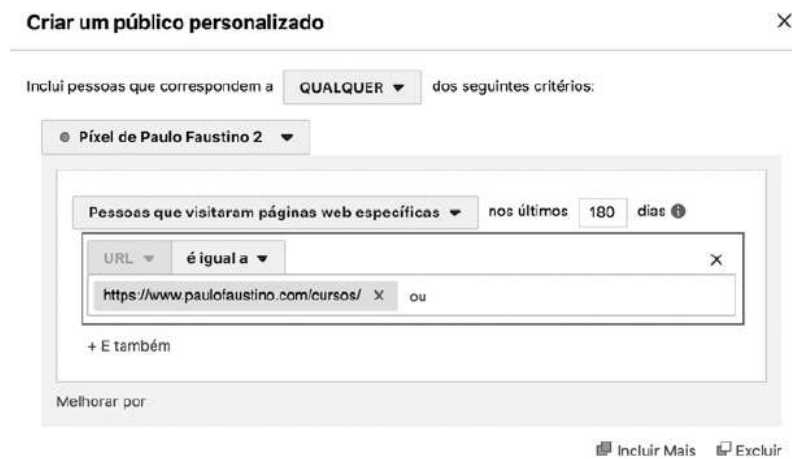 Criar um público personalizado
Inclui pessoas que correspondem a QUALQUER dos seguintes critérios:
Píxel de Paulo Faustino 2
Pessoas que visitaram páginas web específicas nos últimos 180 dias
URL é igual a
https://www.paulofaustino.com/cursos/ ou
+ E também
Melhorar por
Incluir Mais Excluir